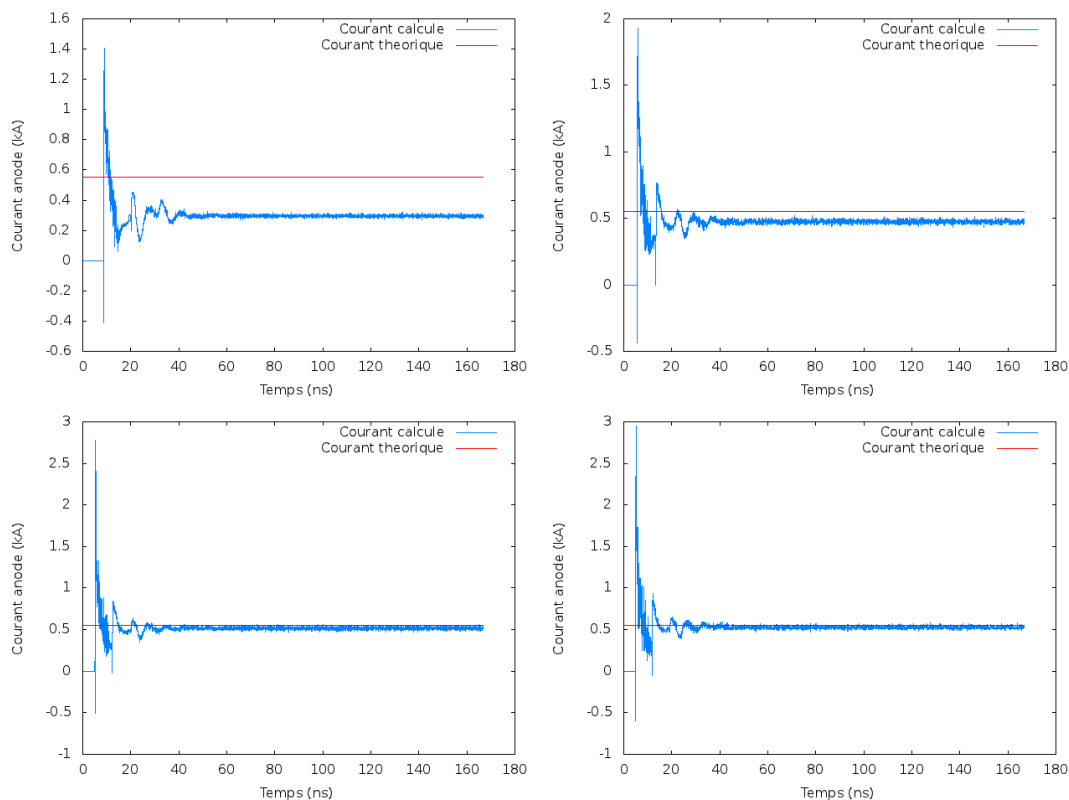 1.6
1.4
1.2
1
0.8
0.6
0.4
0.2
0
-0.2
-0.4
-0.6
Courant anode (kA)
Courant calcule
Courant theorique
0 20 40 60 80 100 120 140 160 180
Temps (ns)
2
1.5
1
0.5
0
-0.5
Courant anode (kA)
Courant calcule
Courant theorique
0 20 40 60 80 100 120 140 160 180
Temps (ns)
3
2.5
2
1.5
1
0.5
0
-0.5
-1
Courant anode (kA)
Courant calcule
Courant theorique
0 20 40 60 80 100 120 140 160 180
Temps (ns)
3
2.5
2
1.5
1
0.5
0
-0.5
-1
Courant anode (kA)
Courant calcule
Courant theorique
0 20 40 60 80 100 120 140 160 180
Temps (ns)